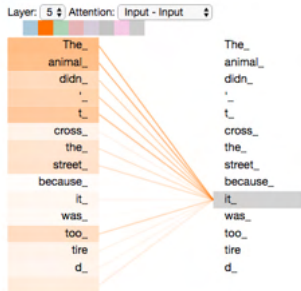 Layer: 5 Attention: Input - Input
The_ The_
animal_ animal_
didn_ didn_
'_ '_
t_ t_
cross_ cross_
the_ the_
street_ street_
because_ because_
it_ it_
was_ was_
too_ too_
tire tire
d_ d_